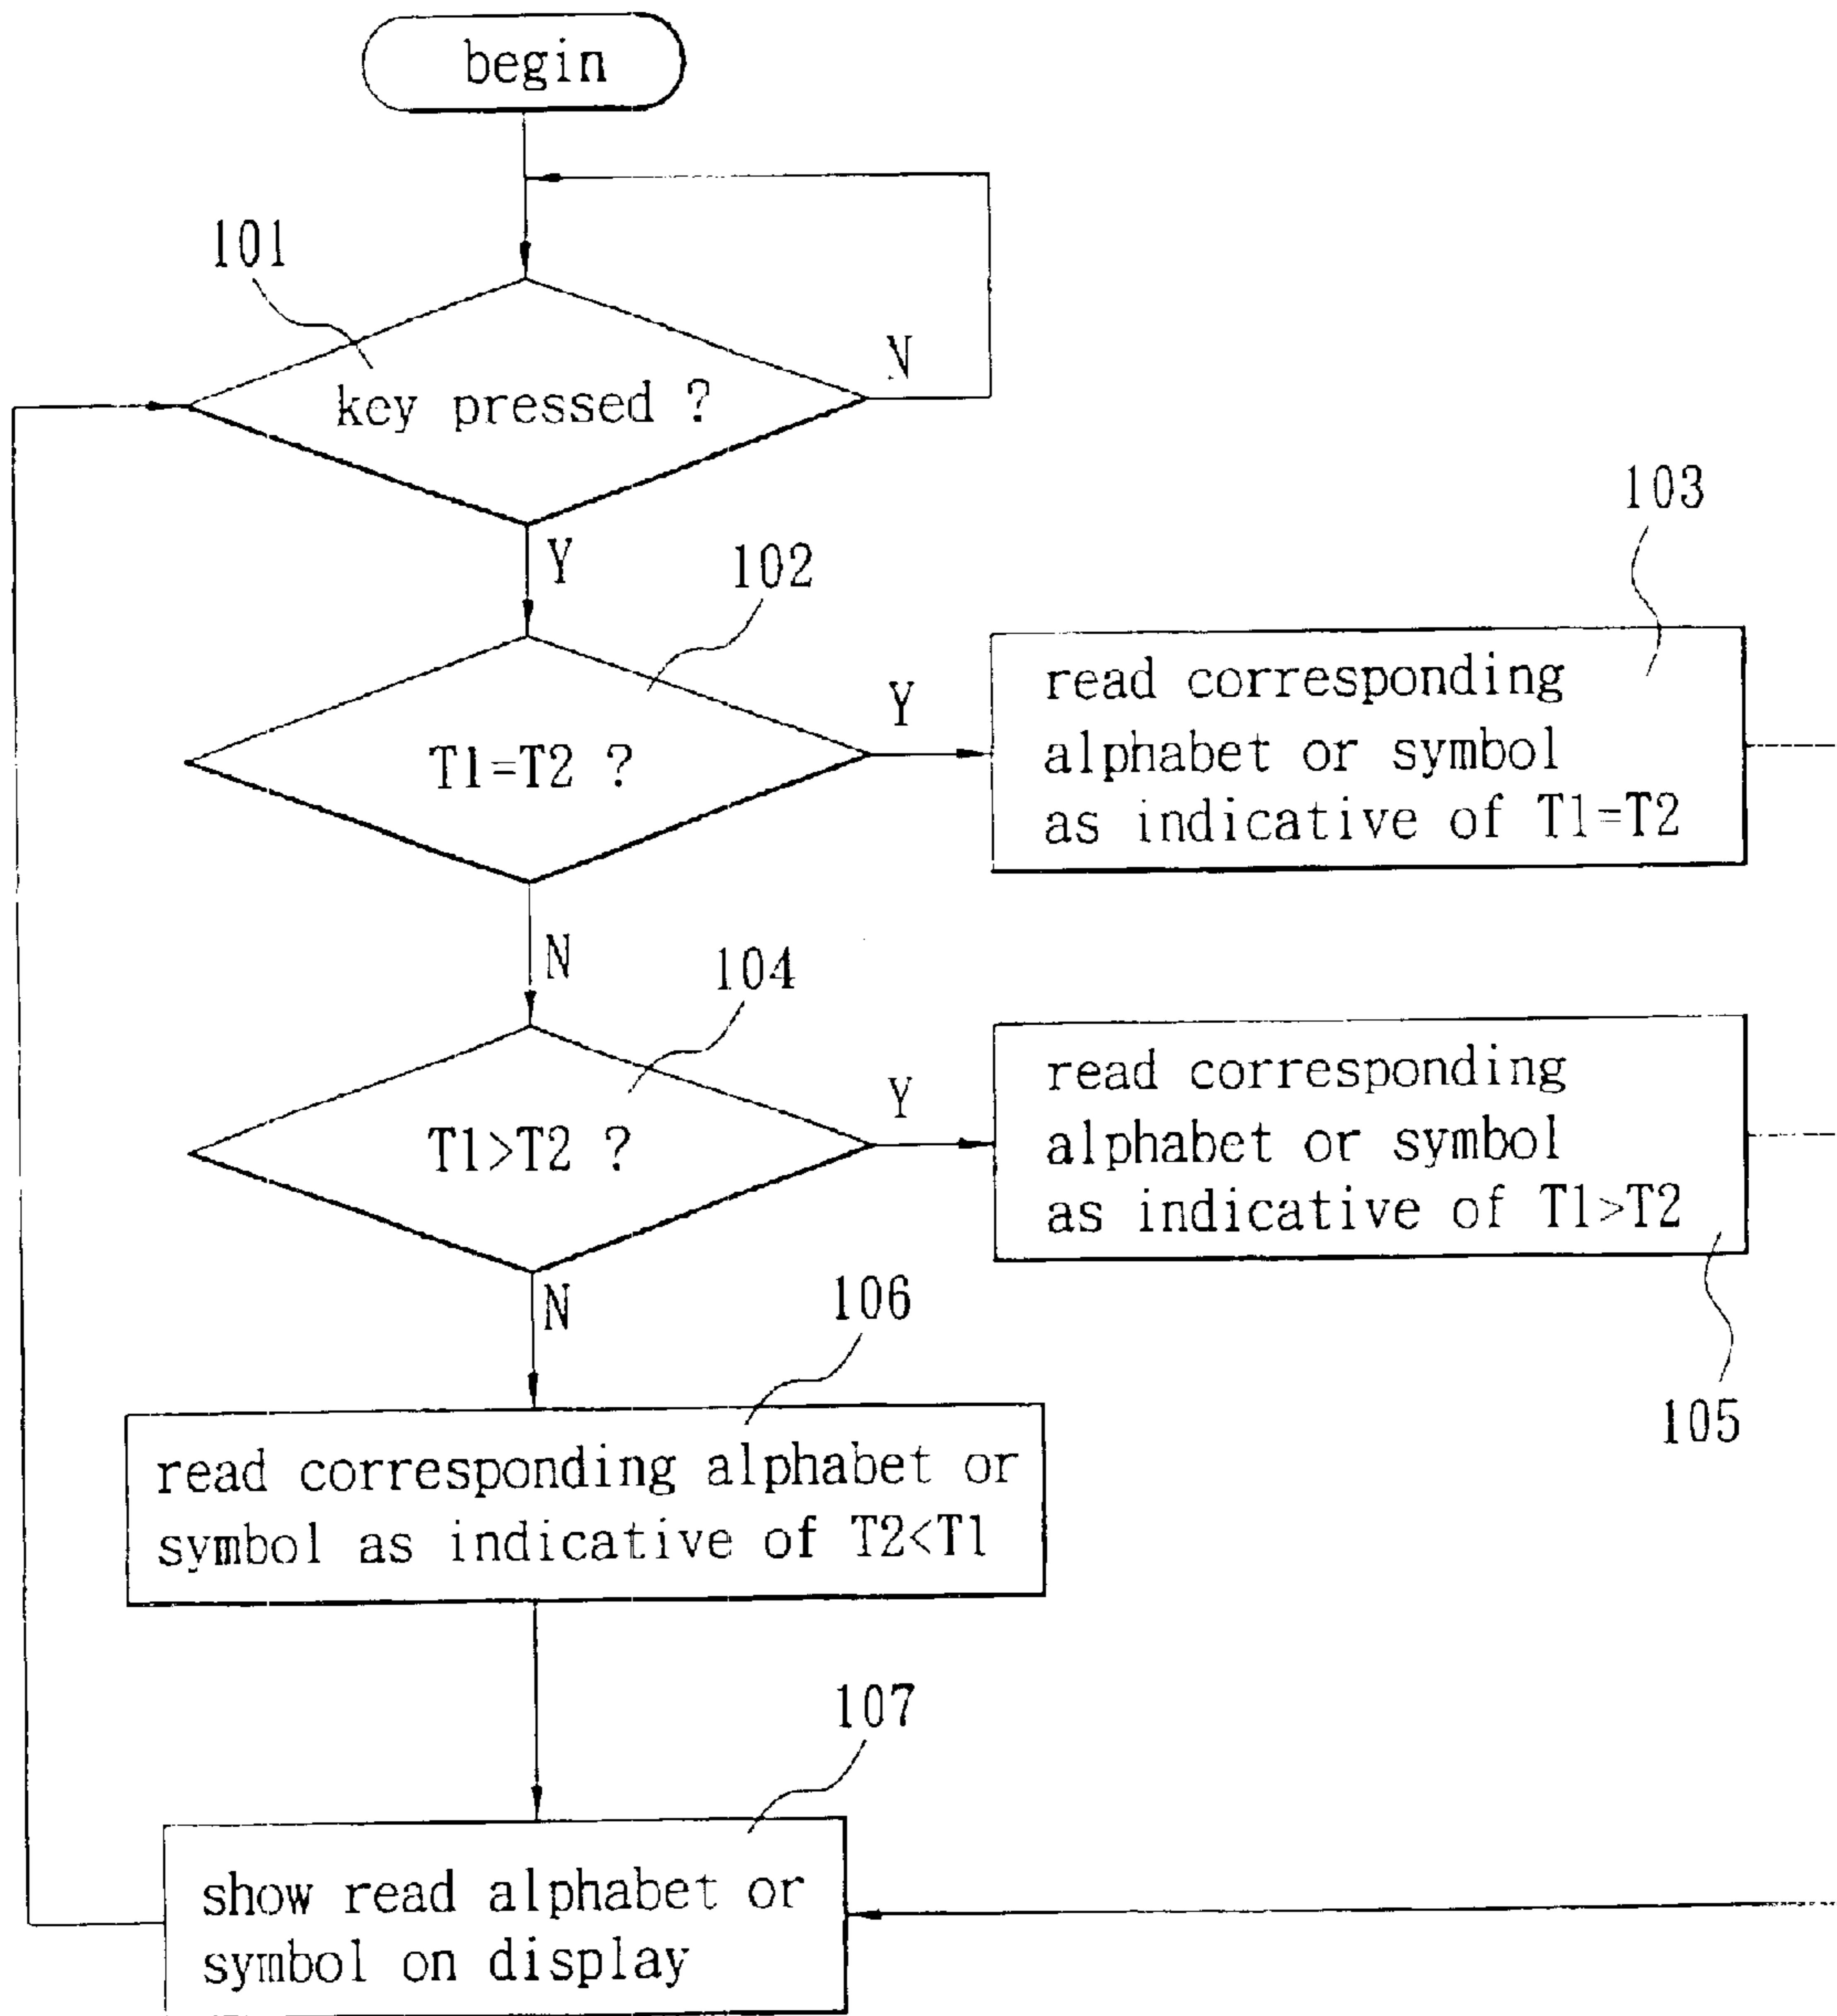 begin
101
N
key pressed ?
103
Y
102
Y
T1=T2 ?
read corresponding
alphabet or symbol
as indicative of T1=T2
N
104
Y
T1>T2 ?
read corresponding
alphabet or symbol
as indicative of T1>T2
N
106
105
read corresponding alphabet or
symbol as indicative of T2<T1
107
show read alphabet or
symbol on display